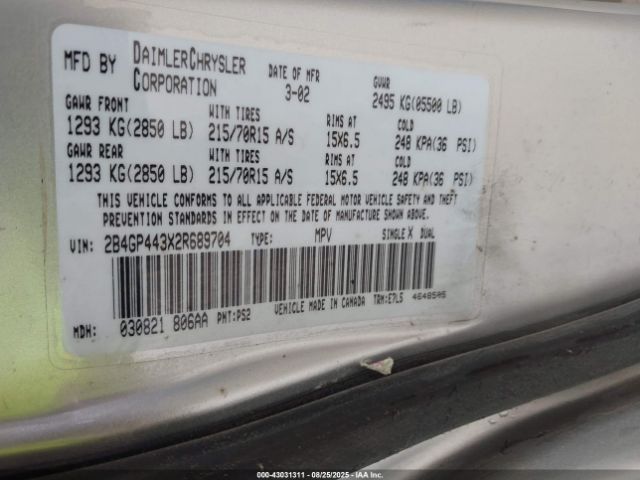 MFD BY DAIMLERCHRYSLER CORPORATION DATE OF MFR 3-02 GVWR 2495 KG(05500 LB)
GAWR FRONT WITH TIRES RIMS AT COLD
1293 KG(2850 LB) 215/70R15 A/S 15X6.5 248 KPA(36 PSI)
GAWR REAR WITH TIRES RIMS AT COLD
1293 KG(2850 LB) 215/70R15 A/S 15X6.5 248 KPA(36 PSI)
THIS VEHICLE CONFORMS TO ALL APPLICABLE FEDERAL MOTOR VEHICLE SAFETY AND THEFT
PREVENTION STANDARDS IN EFFECT ON THE DATE OF MANUFACTURE SHOWN ABOVE.
VIN: 2B4GP443X2R689704 TYPE: MPV SINGLE X DUAL
MDH: 030821 806AA PNT:PS2 VEHICLE MADE IN CANADA TRM:E7L5 4648505
000-43031311 - 08/25/2025 - Copyright © IAA